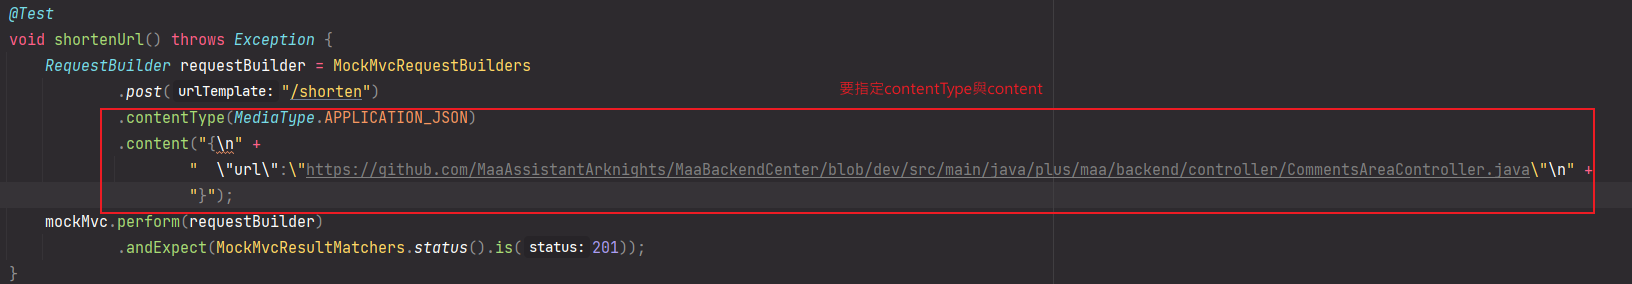 @Test
void shortenUrl() throws Exception {
RequestBuilder requestBuilder = MockMvcRequestBuilders
.post( urlTemplate: "/shorten")
要指定contentType與content
.contentType(MediaType.APPLICATION_JSON)
.content("{\n" +
"  \"url\":\"https://github.com/MaaAssistantArknights/MaaBackendCenter/blob/dev/src/main/java/plus/maa/backend/controller/CommentsAreaController.java\"\n" +
"}");
mockMvc.perform(requestBuilder)
.andExpect(MockMvcResultMatchers.status().is( status: 201));
}